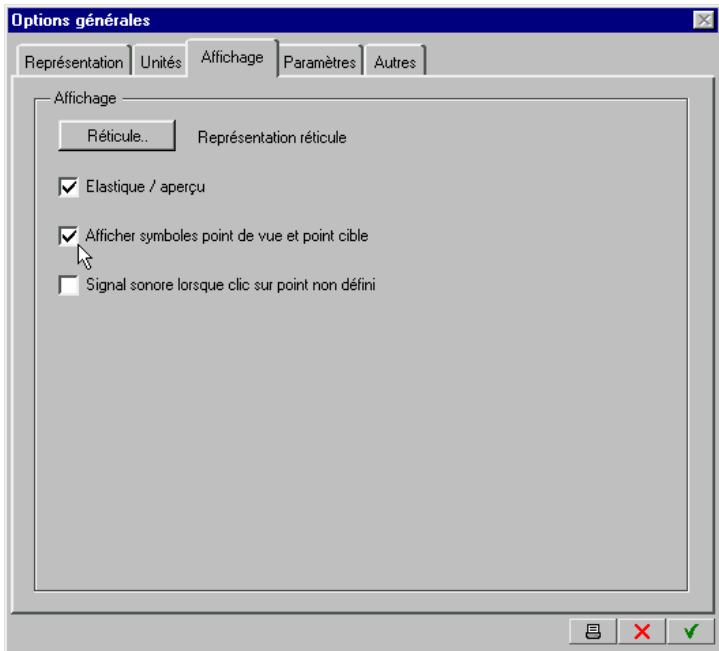 Options générales
Représentation Unités Affichage Paramètres Autres
Affichage
Réticule.. Représentation réticule
Elastique / aperçu
Afficher symboles point de vue et point cible
Signal sonore lorsque clic sur point non défini